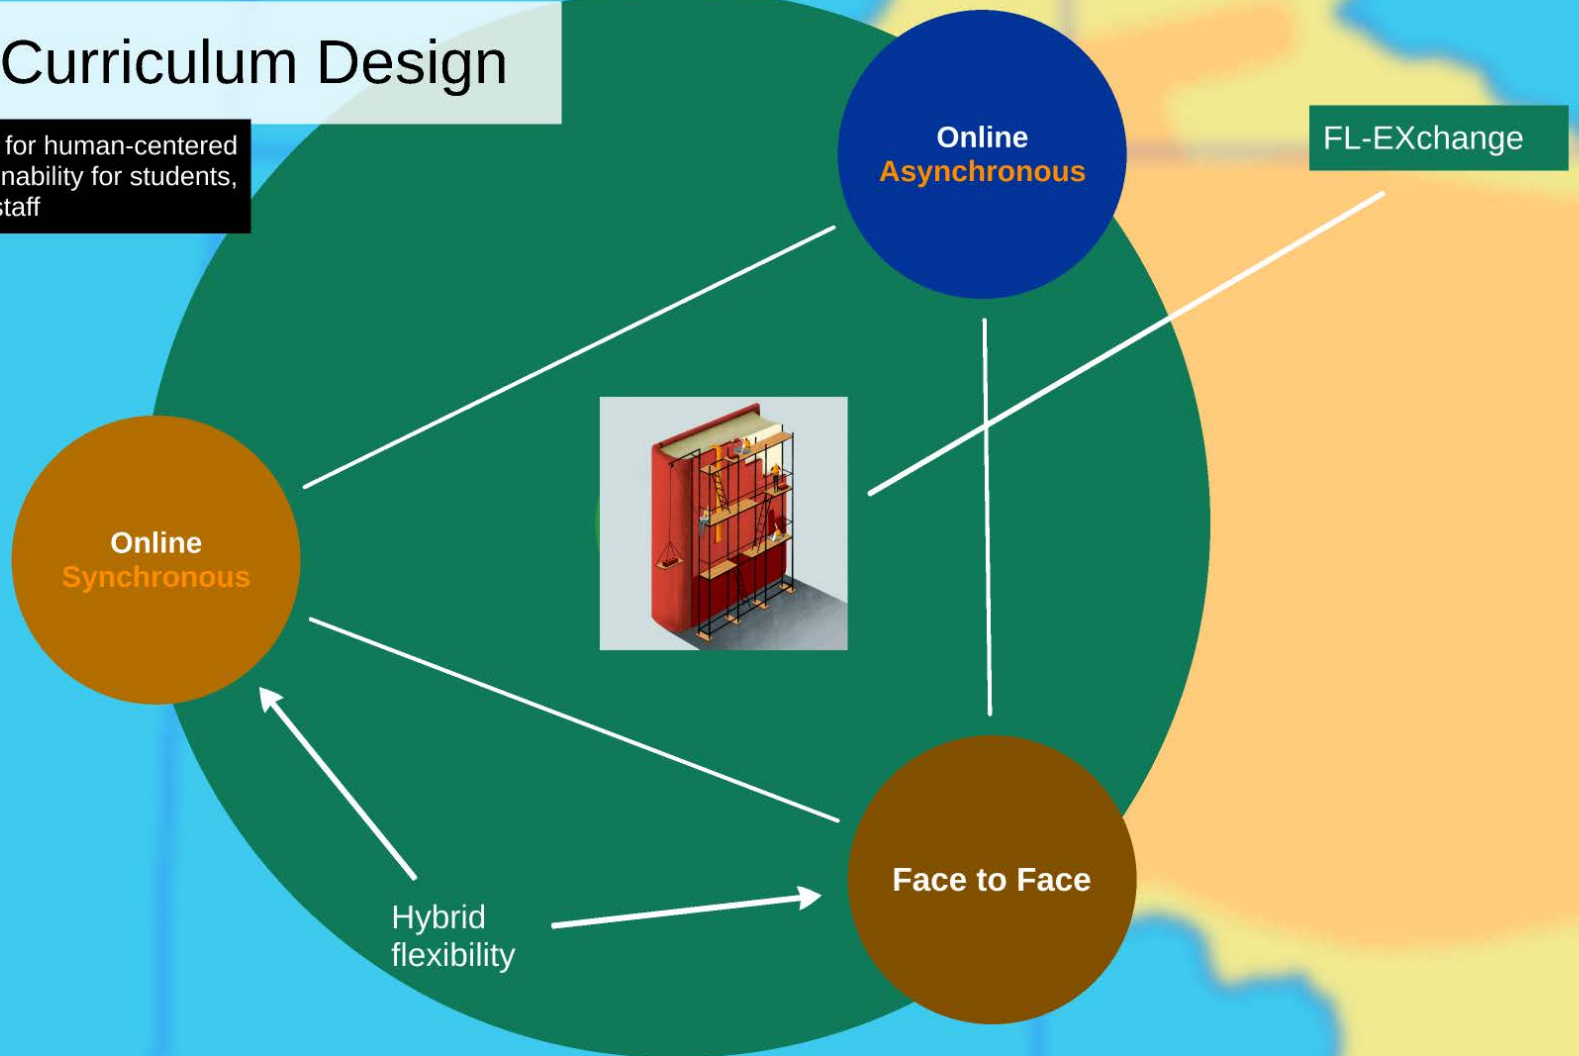 Curriculum Design
for human-centered
nability for students,
staff
Online
Asynchronous
FL-EXchange
Online
Synchronous
Face to Face
Hybrid
flexibility